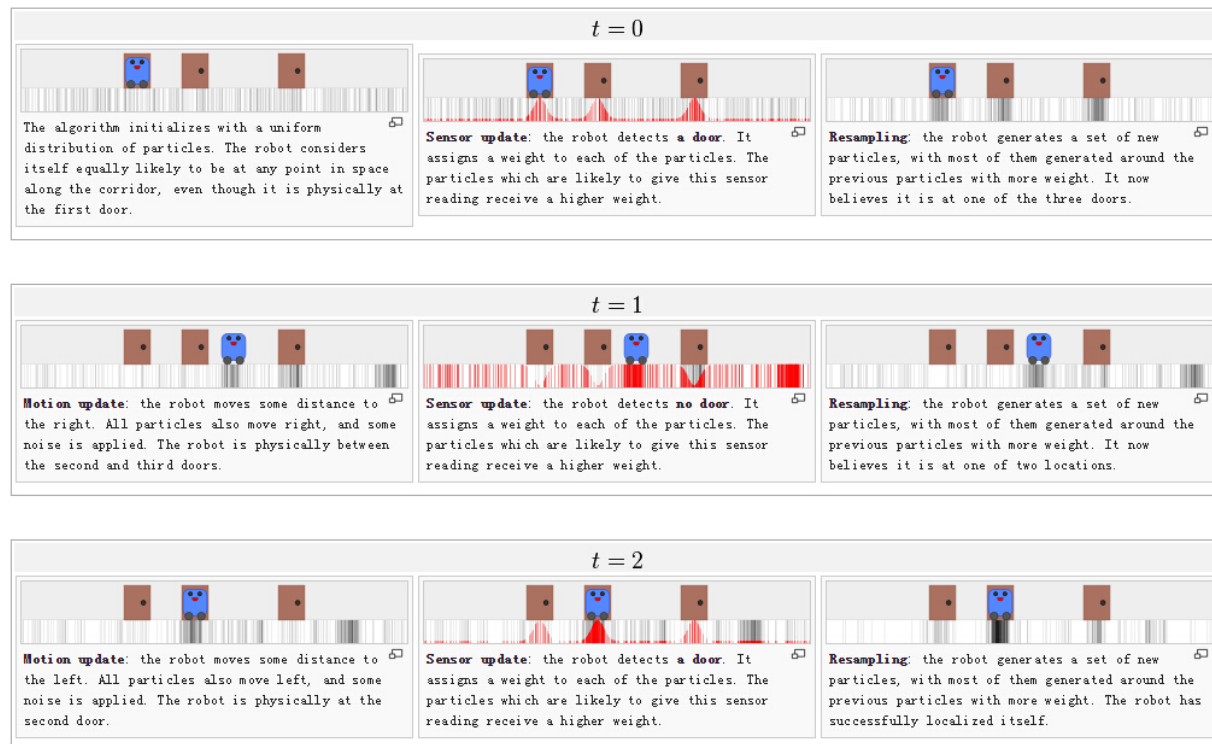 t = 0
The algorithm initializes with a uniform
distribution of particles. The robot considers
itself equally likely to be at any point in space
along the corridor, even though it is physically at
the first door.
Sensor update: the robot detects a door. It
assigns a weight to each of the particles. The
particles which are likely to give this sensor
reading receive a higher weight.
Resampling: the robot generates a set of new
particles, with most of them generated around the
previous particles with more weight. It now
believes it is at one of the three doors.
t = 1
Motion update: the robot moves some distance to
the right. All particles also move right, and some
noise is applied. The robot is physically between
the second and third doors.
Sensor update: the robot detects no door. It
assigns a weight to each of the particles. The
particles which are likely to give this sensor
reading receive a higher weight.
Resampling: the robot generates a set of new
particles, with most of them generated around the
previous particles with more weight. It now
believes it is at one of two locations.
t = 2
Motion update: the robot moves some distance to
the left. All particles also move left, and some
noise is applied. The robot is physically at the
second door.
Sensor update: the robot detects a door. It
assigns a weight to each of the particles. The
particles which are likely to give this sensor
reading receive a higher weight.
Resampling: the robot generates a set of new
particles, with most of them generated around the
previous particles with more weight. The robot has
successfully localized itself.